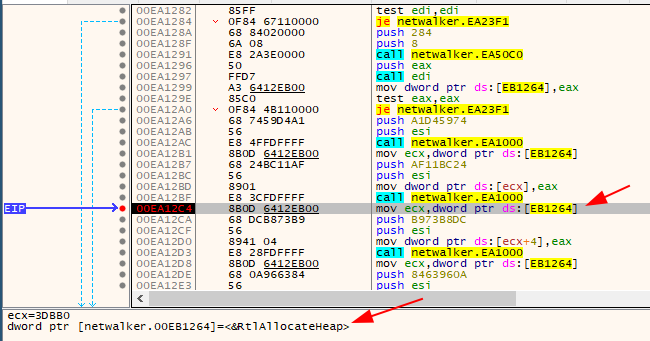 00EA1282 85FF test edi,edi
00EA1284 0F84 67110000 je netwalker.EA23F1
00EA128A 68 84020000 push 284
00EA128F 6A 08 push 8
00EA1291 E8 2A3E0000 call netwalker.EA50C0
00EA1296 50 push eax
00EA1297 FFD7 call edi
00EA1299 A3 6412EB00 mov dword ptr ds:[EB1264],eax
00EA129E 85C0 test eax,eax
00EA12A0 0F84 4B110000 je netwalker.EA23F1
00EA12A6 68 7459D4A1 push A1D45974
00EA12AB 56 push esi
00EA12AC E8 4FFDFFFF call netwalker.EA1000
00EA12B1 8B0D 6412EB00 mov ecx,dword ptr ds:[EB1264]
00EA12B7 68 24BC11AF push AF11BC24
00EA12BC 56 push esi
00EA12BD 8901 mov dword ptr ds:[ecx],eax
00EA12BF E8 3CFDFFFF call netwalker.EA1000
EIP 00EA12C4 8B0D 6412EB00 mov ecx,dword ptr ds:[EB1264]
00EA12CA 68 DCB873B9 push B973B8DC
00EA12CF 56 push esi
00EA12D0 8941 04 mov dword ptr ds:[ecx+4],eax
00EA12D3 E8 28FDFFFF call netwalker.EA1000
00EA12D8 8B0D 6412EB00 mov ecx,dword ptr ds:[EB1264]
00EA12DE 68 0A966384 push 8463960A
00EA12E3 56 push esi
ecx=3DBB0
dword ptr [netwalker.00EB1264]=<&RtlAllocateHeap>